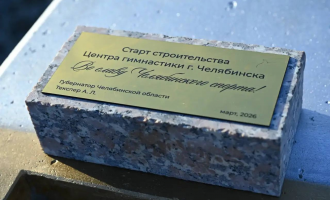 Старт строительства
Центра гимнастики г. Челябинска
Во славу Челябинского спорта!
Губернатор Челябинской области
Текслер А. Л.
март, 2026